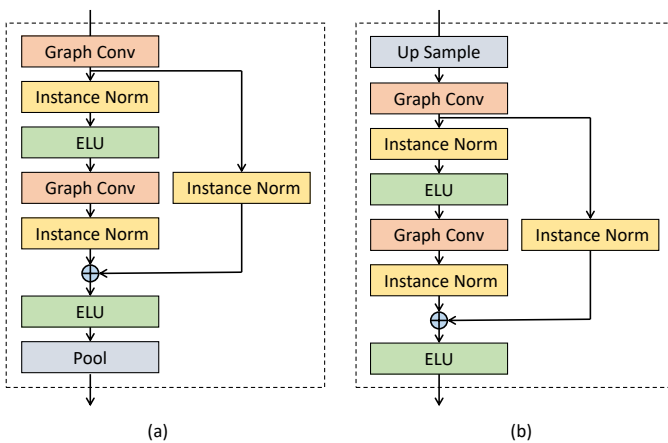 Graph Conv
Instance Norm
ELU
Graph Conv
Instance Norm
Instance Norm
ELU
Pool
(a)
Up Sample
Graph Conv
Instance Norm
ELU
Graph Conv
Instance Norm
Instance Norm
ELU
(b)